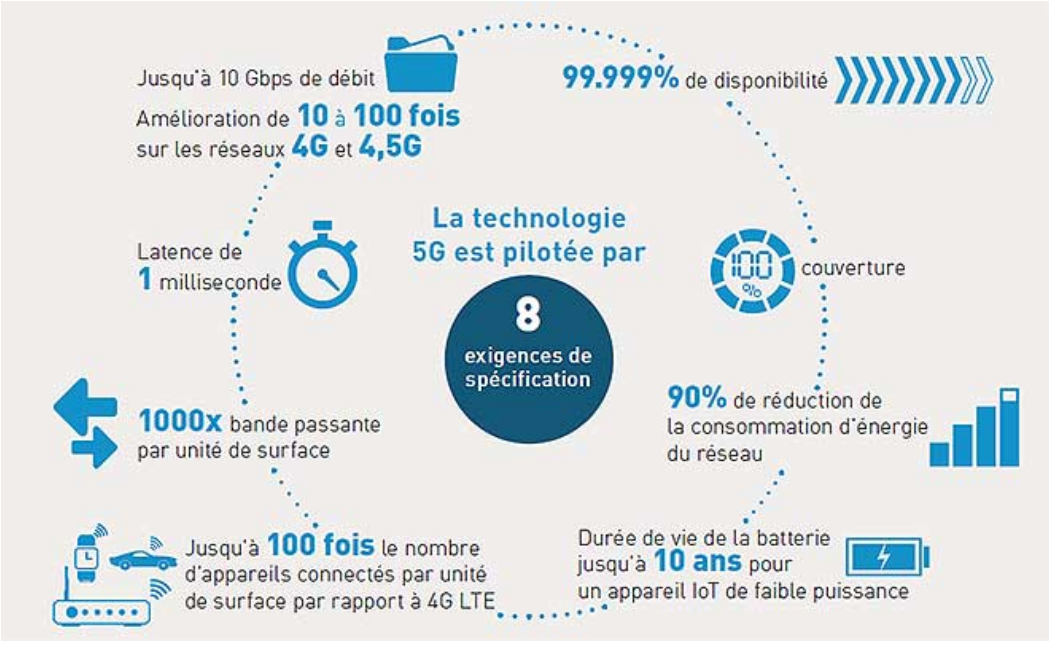 Jusqu'à 10 Gbps de débit
Amélioration de 10 à 100 fois
sur les réseaux 4G et 4,5G
99.999% de disponibilité
La technologie
5G est pilotée par
8
exigences de
spécification
Latence de
1 milliseconde
100
%
couverture
1000x bande passante
par unité de surface
90% de réduction de
la consommation d'énergie
du réseau
Jusqu'à 100 fois le nombre
d'appareils connectés par unité
de surface par rapport à 4G LTE
Durée de vie de la batterie
jusqu'à 10 ans pour
un appareil IoT de faible puissance